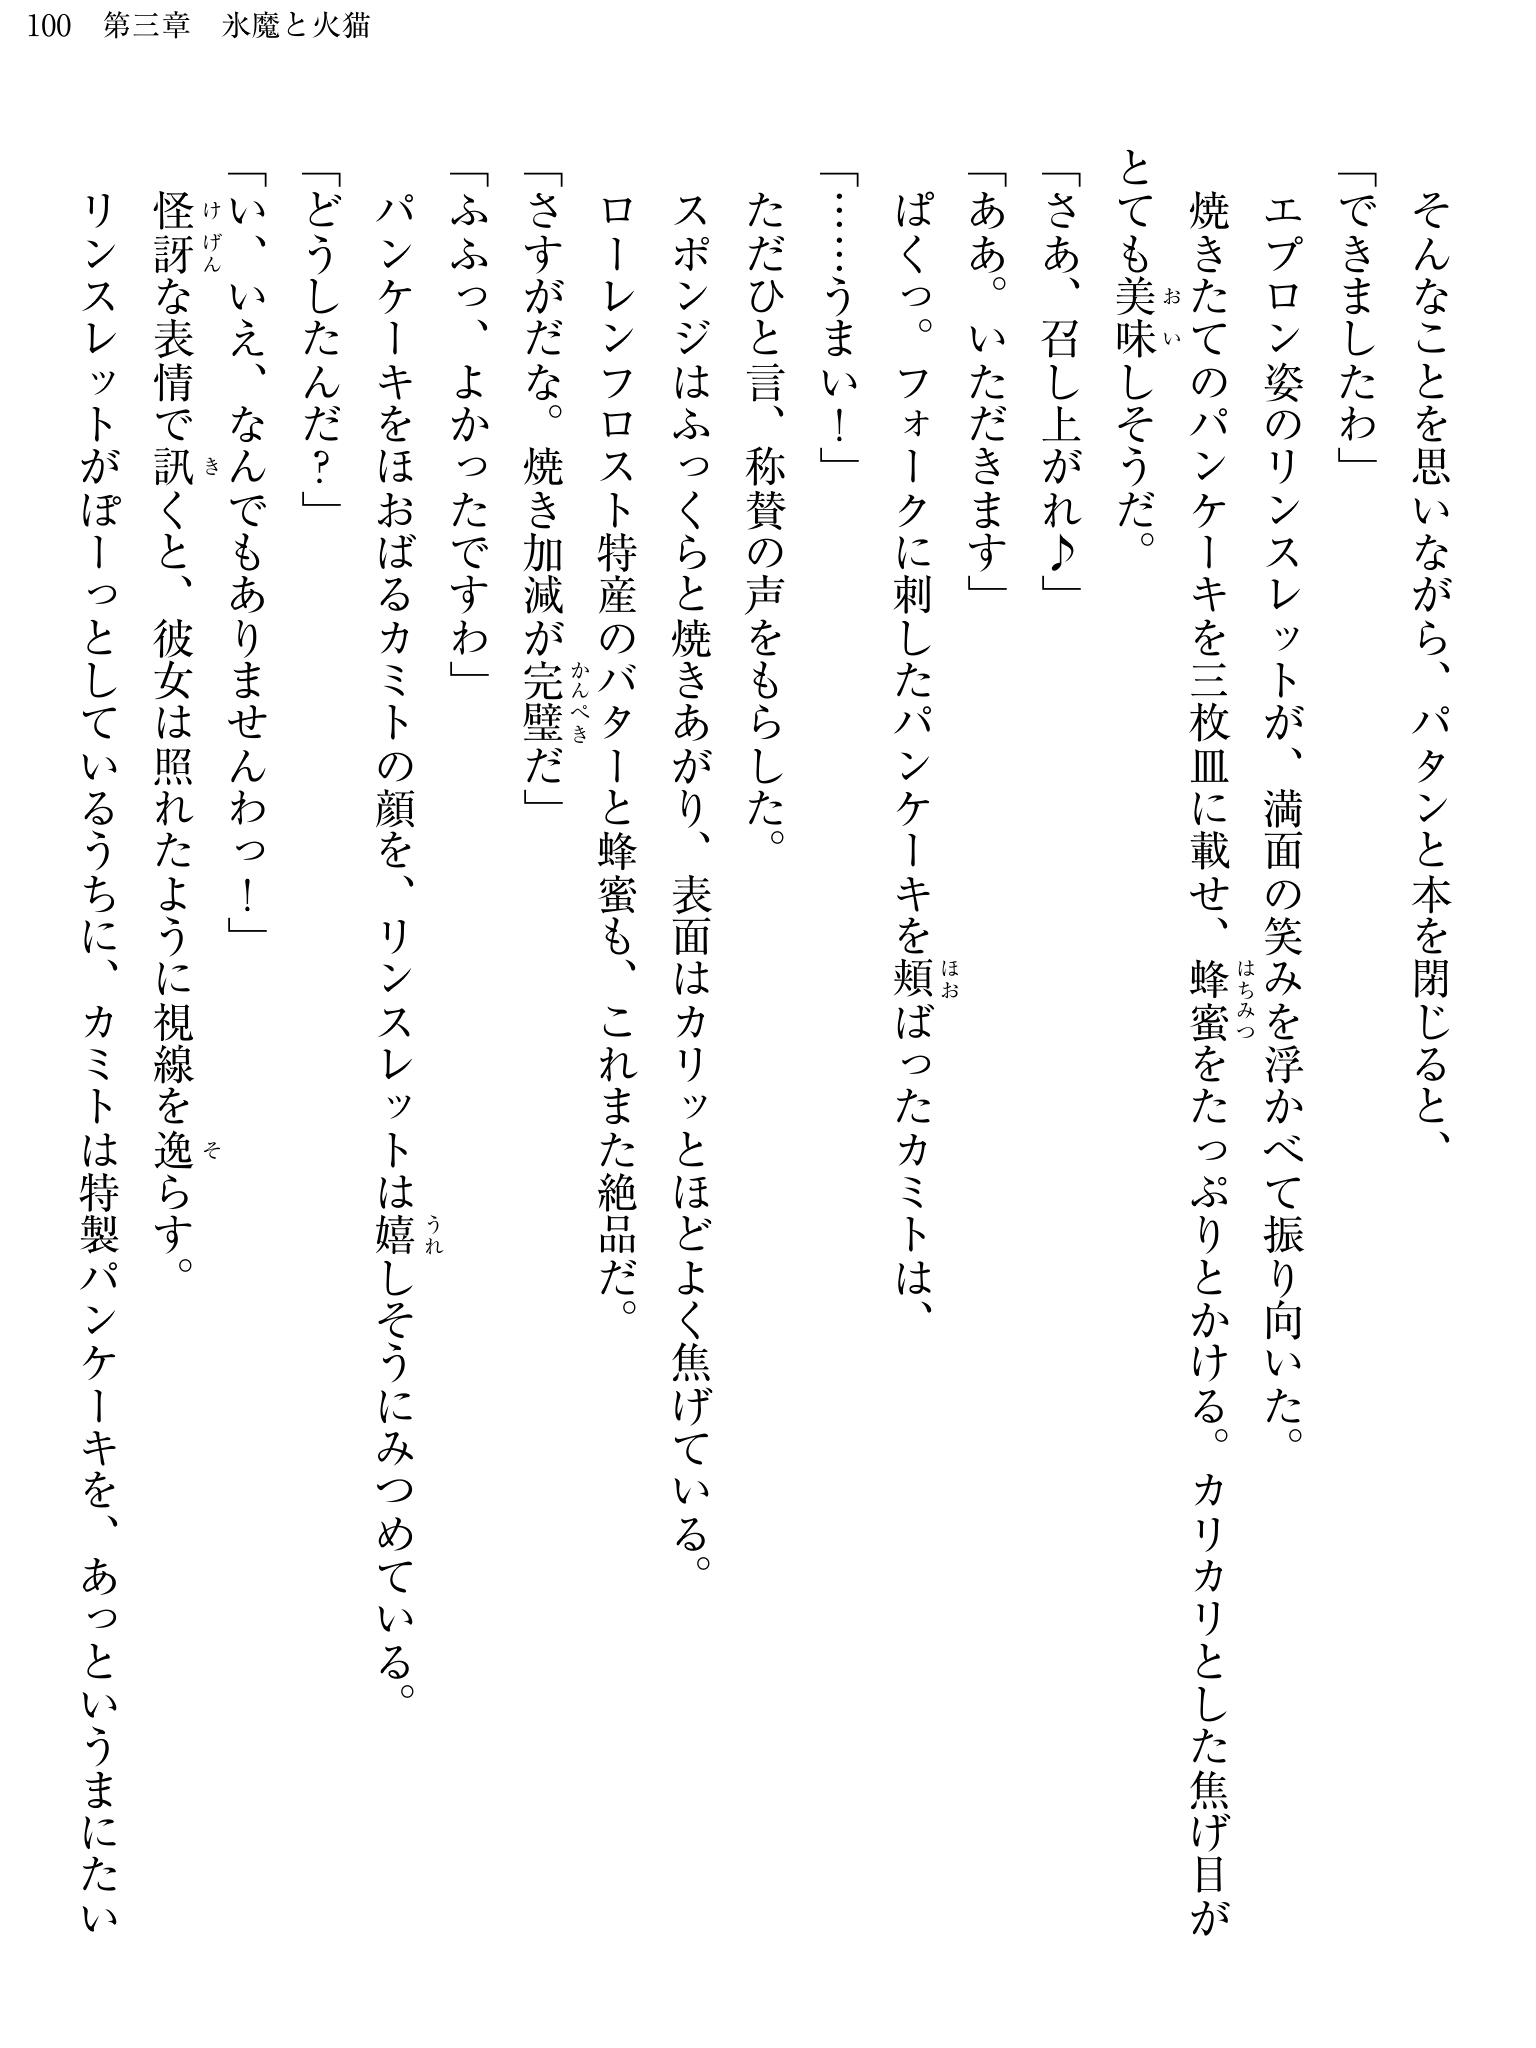 100　第三章　氷魔と火猫
　そんなことを思いながら、パタンと本を閉じると、
「できましたわ」
　エプロン姿のリンスレットが、満面の笑みを浮かべて振り向いた。
　焼きたてのパンケーキを三枚皿に載せ、蜂蜜をたっぷりとかける。カリカリとした焦げ目が
とても美味しそうだ。
「さあ、召し上がれ♪」
「ああ。いただきます」
　ぱくっ。フォークに刺したパンケーキを頬ばったカミトは、
「……うまい！」
　ただひと言、称賛の声をもらした。
　スポンジはふっくらと焼きあがり、表面はカリッとほどよく焦げている。
　ローレンフロスト特産のバターと蜂蜜も、これまた絶品だ。
「さすがだな。焼き加減が完璧だ」
「ふふっ、よかったですわ」
　パンケーキをほおばるカミトの顔を、リンスレットは嬉しそうにみつめている。
「どうしたんだ？」
「い、いえ、なんでもありませんわっ！」
　怪訝な表情で訊くと、彼女は照れたように視線を逸らす。
　リンスレットがぽーっとしているうちに、カミトは特製パンケーキを、あっというまにたい